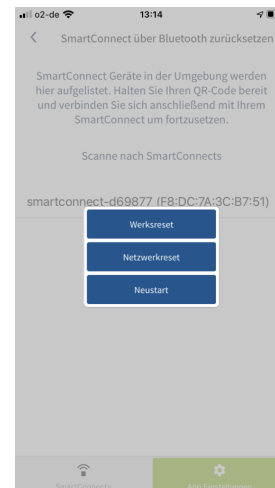 o2-de
13:14
SmartConnect über Bluetooth zurücksetzen
SmartConnect Geräte in der Umgebung werden
hier aufgelistet. Halten Sie Ihren QR-Code bereit
und verbinden Sie sich anschließend mit Ihrem
SmartConnect um fortzusetzen.
Scanne nach SmartConnects
smartconnect-d69877 (F8:DC:7A:3C:B7:51)
Werksreset
Netzwerkreset
Neustart
SmartConnects
App Einstellungen